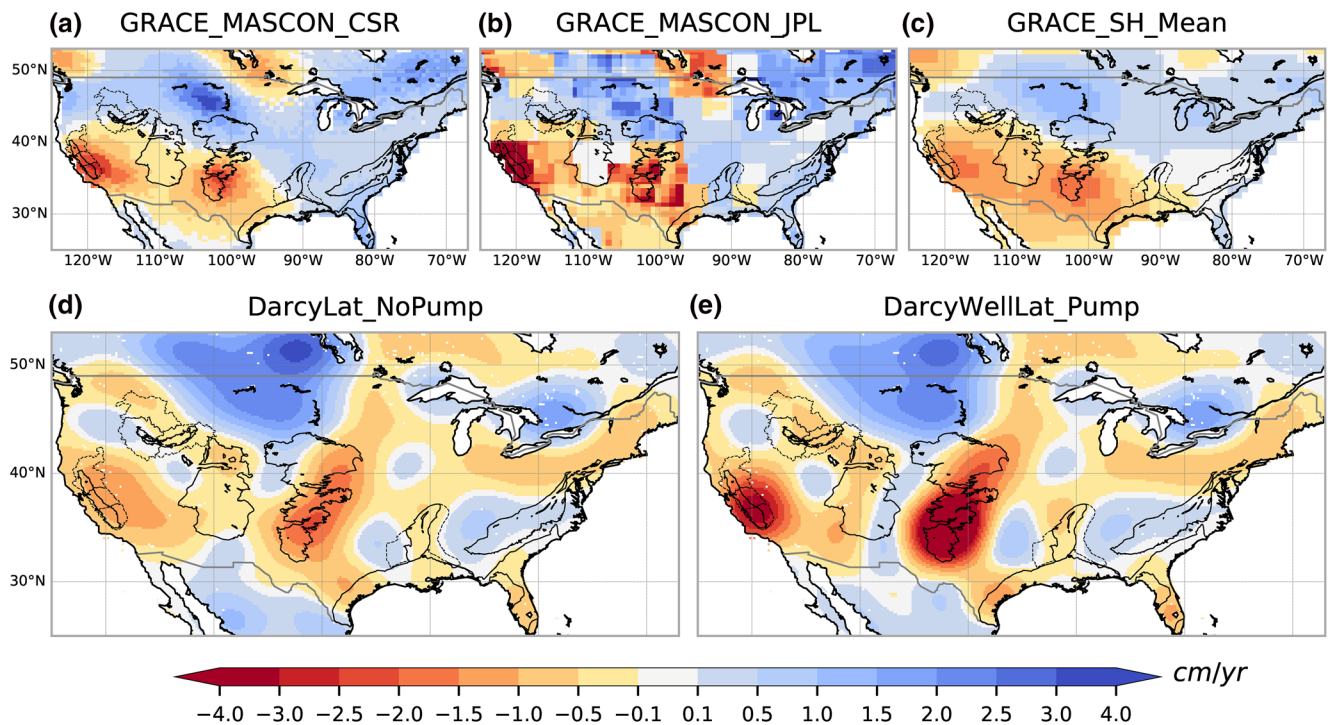 (a) GRACE_MASCON_CSR (b) GRACE_MASCON_JPL (c) GRACE_SH_Mean
50°N
40°N
30°N
120°W 110°W 100°W 90°W 80°W 70°W 120°W 110°W 100°W 90°W 80°W 70°W 120°W 110°W 100°W 90°W 80°W 70°W
(d) DarcyLat_NoPump (e) DarcyWellLat_Pump
50°N
40°N
30°N
cm/yr
−4.0 −3.0 −2.5 −2.0 −1.5 −1.0 −0.5 −0.1 0.1 0.5 1.0 1.5 2.0 2.5 3.0 4.0